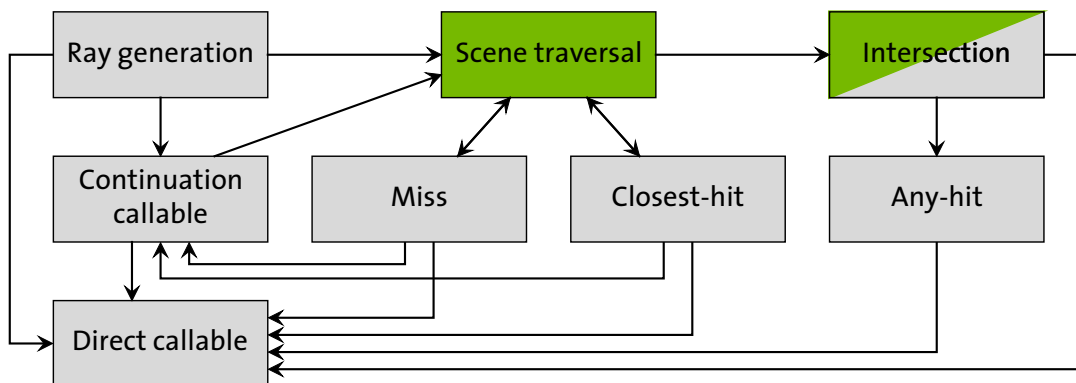 Ray generation
Scene traversal
Intersection
Continuation
callable
Miss
Closest-hit
Any-hit
Direct callable